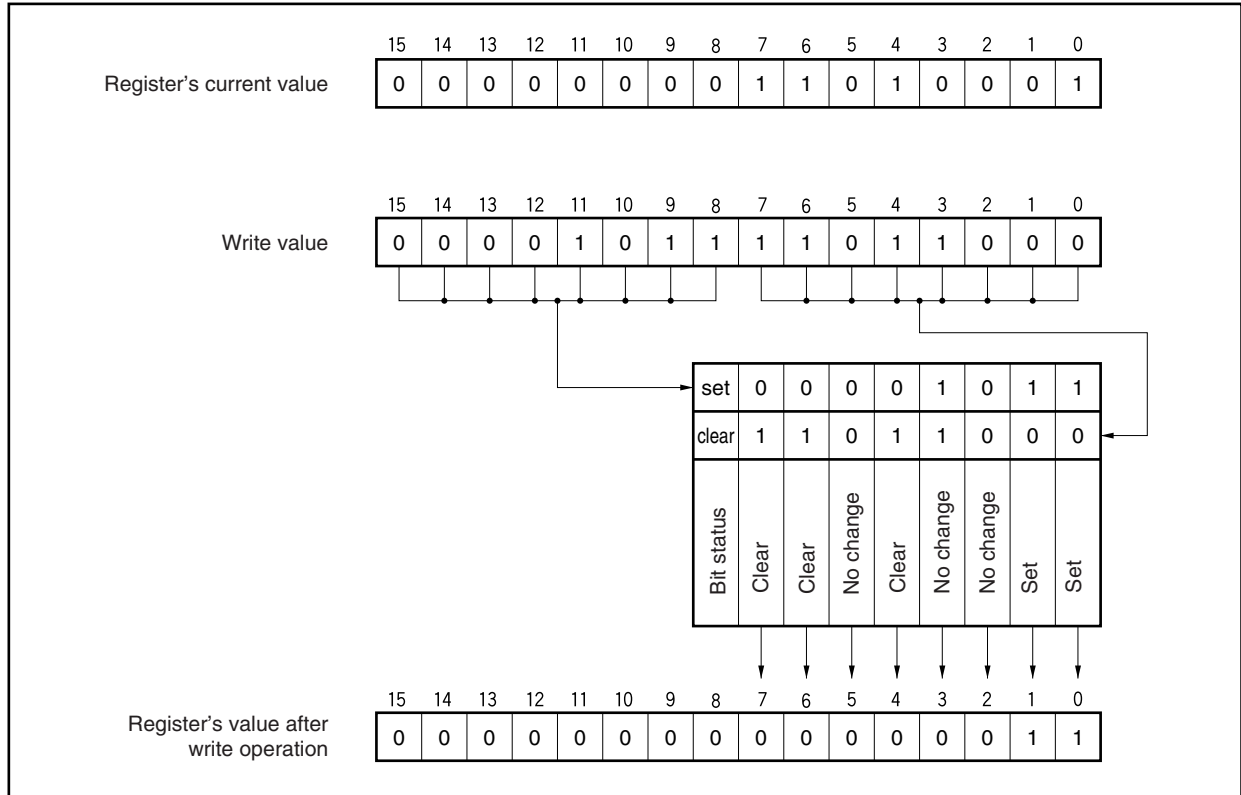 15 14 13 12 11 10 9 8 7 6 5 4 3 2 1 0
Register's current value 0 0 0 0 0 0 0 0 1 1 0 1 0 0 0 1
15 14 13 12 11 10 9 8 7 6 5 4 3 2 1 0
Write value 0 0 0 0 1 0 1 1 1 1 0 1 1 0 0 0
set 0 0 0 0 1 0 1 1
clear 1 1 0 1 1 0 0 0
Bit status Clear Clear No change Clear No change No change Set Set
15 14 13 12 11 10 9 8 7 6 5 4 3 2 1 0
Register's value after
write operation 0 0 0 0 0 0 0 0 0 0 0 0 0 0 1 1